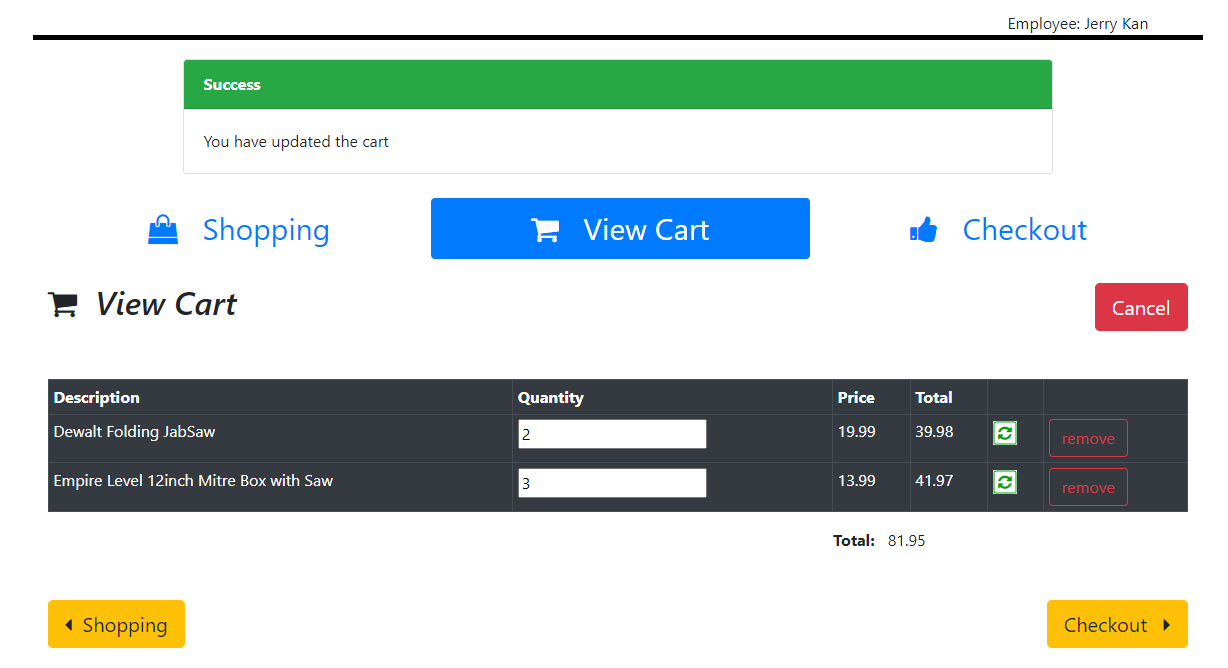 Employee: Jerry Kan
Success
You have updated the cart
Shopping View Cart Checkout
View Cart Cancel
Description Quantity Price Total
Dewalt Folding JabSaw 2 19.99 39.98 remove
Empire Level 12inch Mitre Box with Saw 3 13.99 41.97 remove
Total: 81.95
Shopping Checkout